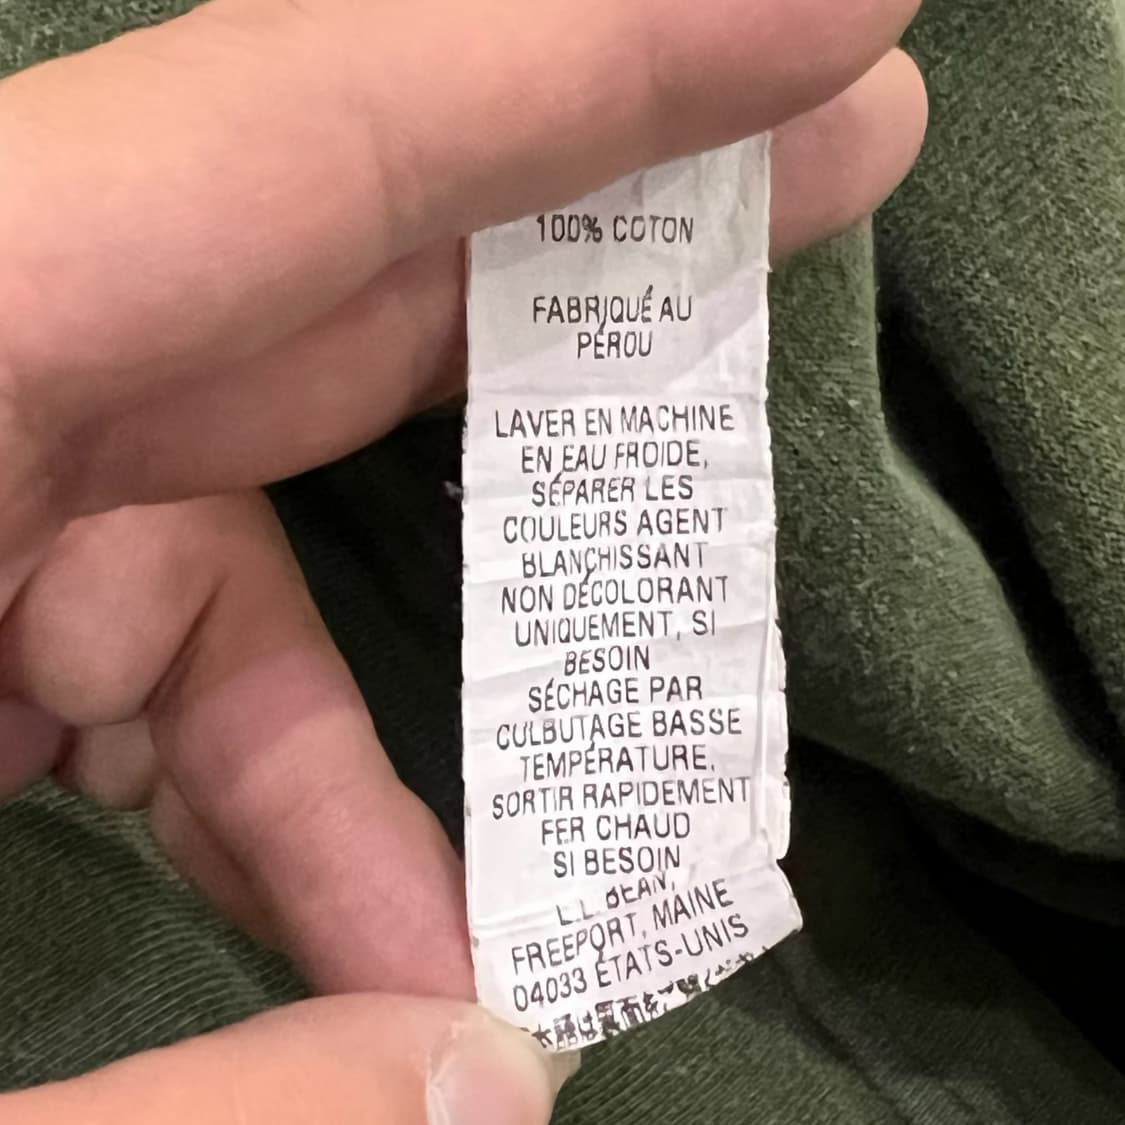 100% COTON
FABRIQUÉ AU
PÉROU
LAVER EN MACHINE
EN EAU FROIDE,
SÉPARER LES
COULEURS AGENT
BLANCHISSANT
NON DÉCOLORANT
UNIQUEMENT, SI
BESOIN
SÉCHAGE PAR
CULBUTAGE BASSE
TEMPÉRATURE,
SORTIR RAPIDEMENT
FER CHAUD
SI BESOIN
L.L. BEAN,
FREEPORT, MAINE
04033 ÉTATS-UNIS